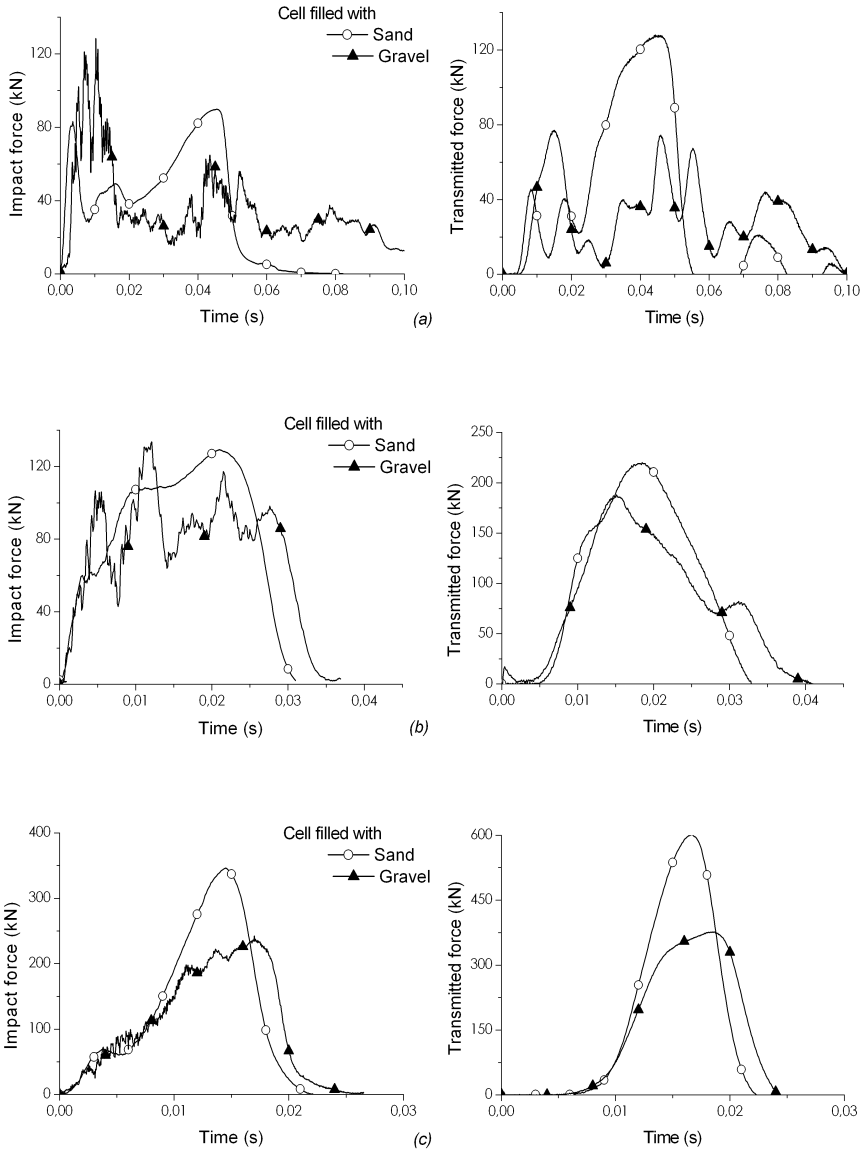 Cell filled with
Sand
Gravel
Impact force (kN)
120
80
40
0
0,00 0,02 0,04 0,06 0,08 0,10
Time (s)
Transmitted force (kN)
120
80
40
0
0,00 0,02 0,04 0,06 0,08 0,10
Time (s)
(a)
Cell filled with
Sand
Gravel
Impact force (kN)
120
80
40
0
0,00 0,01 0,02 0,03 0,04
Time (s)
Transmitted force (kN)
250
200
150
100
50
0
0,00 0,01 0,02 0,03 0,04
Time (s)
(b)
Cell filled with
Sand
Gravel
Impact force (kN)
400
300
200
100
0
0,00 0,01 0,02 0,03
Time (s)
Transmitted force (kN)
600
450
300
150
0
0,00 0,01 0,02 0,03
Time (s)
(c)